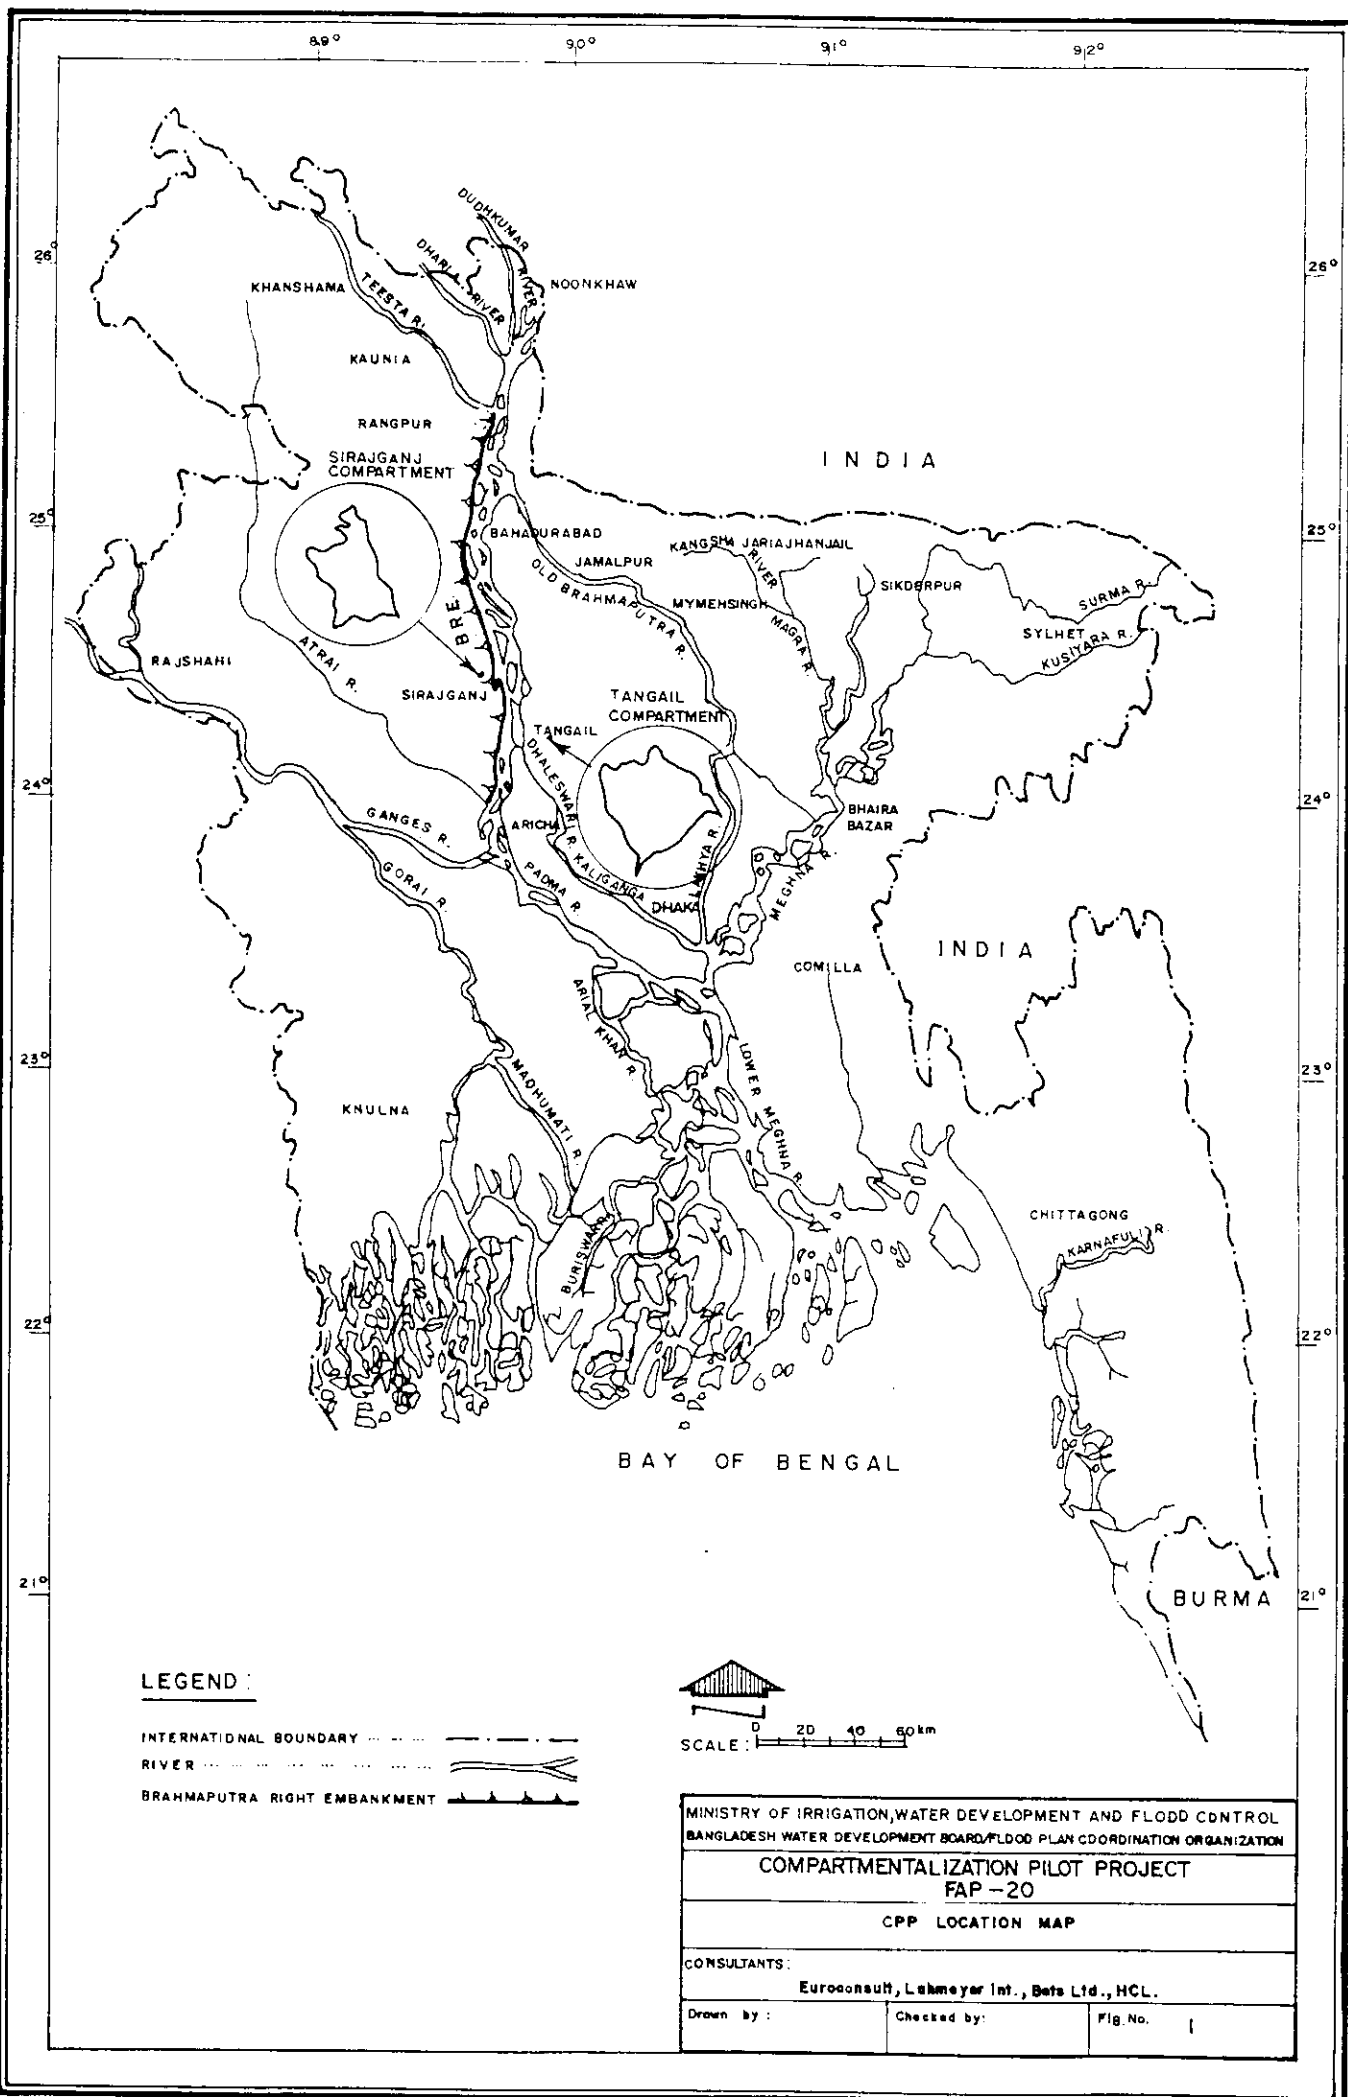 89° 90° 91° 92°
26°
26°
25°
25°
24°
24°
23°
23°
22°
22°
21°
21°
DUDHKUMAR RIVER
DHARLA RIVER
NOONKHAW
KHANSHAMA
TEESTA R.
KAUNIA
RANGPUR
SIRAJGANJ
COMPARTMENT
INDIA
BAHADURABAD
KANGSHA RIVER
JARIAJHANJAIL
JAMALPUR
OLD BRAHMAPUTRA R.
MYMEHSINGH
MAGRA R.
SIKDERPUR
SURMA R.
SYLHET
KUSIYARA R.
BRE
RAJSHAHI
ATRAI R.
SIRAJGANJ
TANGAIL
COMPARTMENT
TANGAIL
DHALESWARI R.
GANGES R.
ARICHA
KALIGANGA
LAKHYA R.
BHAIRA
BAZAR
MEGHNA R.
GORAI R.
PADMA R.
DHAKA
INDIA
COMILLA
ARIAL KHAN R.
LOWER MEGHNA R.
MADHUMATI R.
KHULNA
BURISWAR R.
CHITTAGONG
KARNAFULI R.
BAY OF BENGAL
BURMA
LEGEND :
INTERNATIONAL BOUNDARY
RIVER
BRAHMAPUTRA RIGHT EMBANKMENT
SCALE : 0 20 40 60 km
MINISTRY OF IRRIGATION, WATER DEVELOPMENT AND FLOOD CONTROL
BANGLADESH WATER DEVELOPMENT BOARD/FLOOD PLAN COORDINATION ORGANIZATION
COMPARTMENTALIZATION PILOT PROJECT
FAP – 20
CPP LOCATION MAP
CONSULTANTS :
Euroconsult, Lahmeyer Int., Bets Ltd., HCL.
Drawn by : Checked by: Fig. No. 1